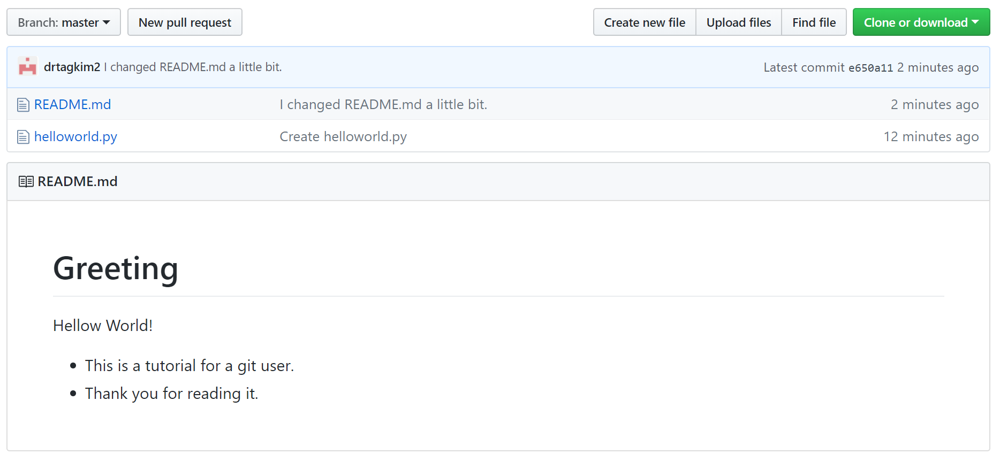 Branch: master New pull request Create new file Upload files Find file Clone or download
drtagkim2 I changed README.md a little bit. Latest commit e650a11 2 minutes ago
README.md I changed README.md a little bit. 2 minutes ago
helloworld.py Create helloworld.py 12 minutes ago
README.md
Greeting
Hellow World!
• This is a tutorial for a git user.
• Thank you for reading it.